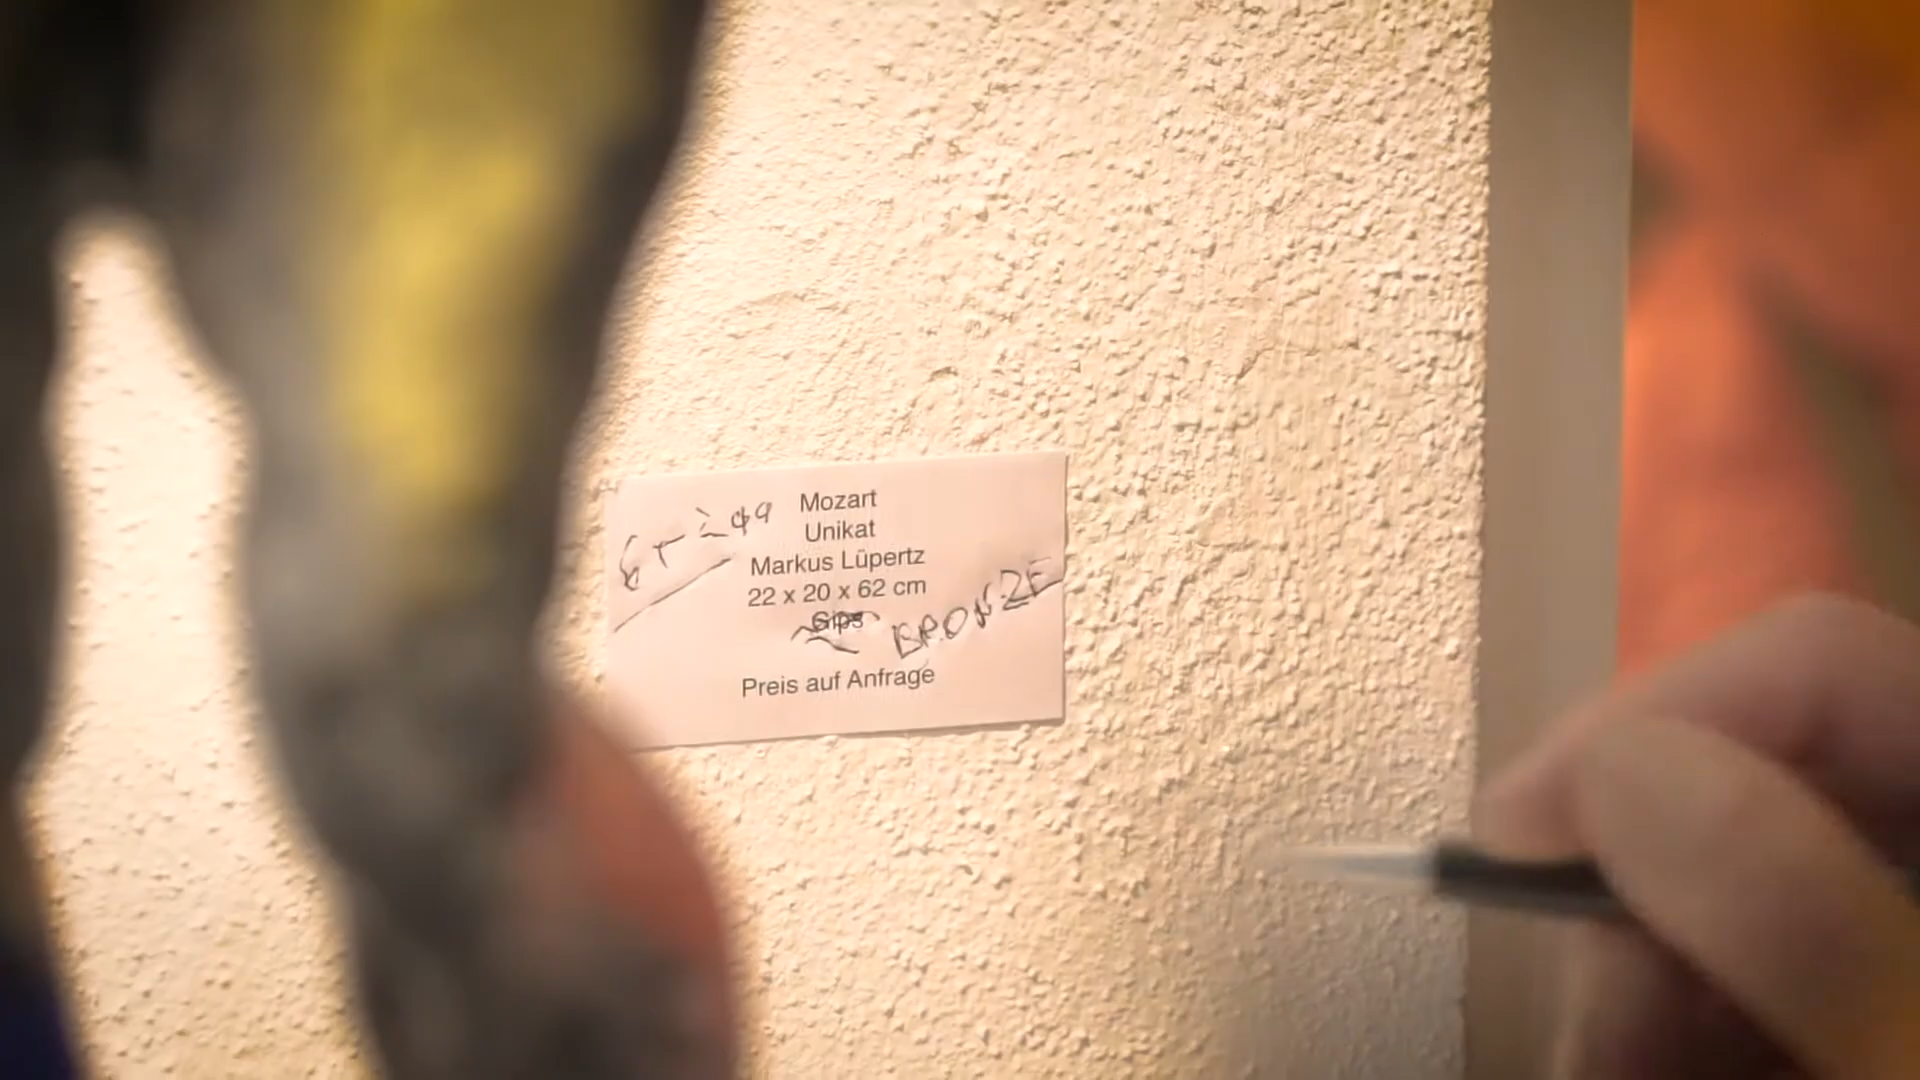 Mozart
Unikat
Markus Lüpertz
22 x 20 x 62 cm
Gips BRONZE
Preis auf Anfrage